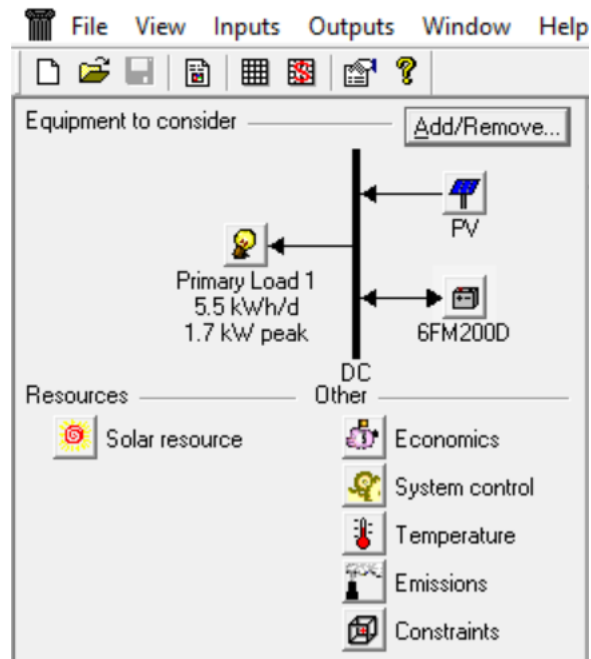 File View Inputs Outputs Window Help
Equipment to consider
Add/Remove...
PV
Primary Load 1
5.5 kWh/d
1.7 kW peak
6FM200D
DC
Resources
Other
Solar resource
Economics
System control
Temperature
Emissions
Constraints